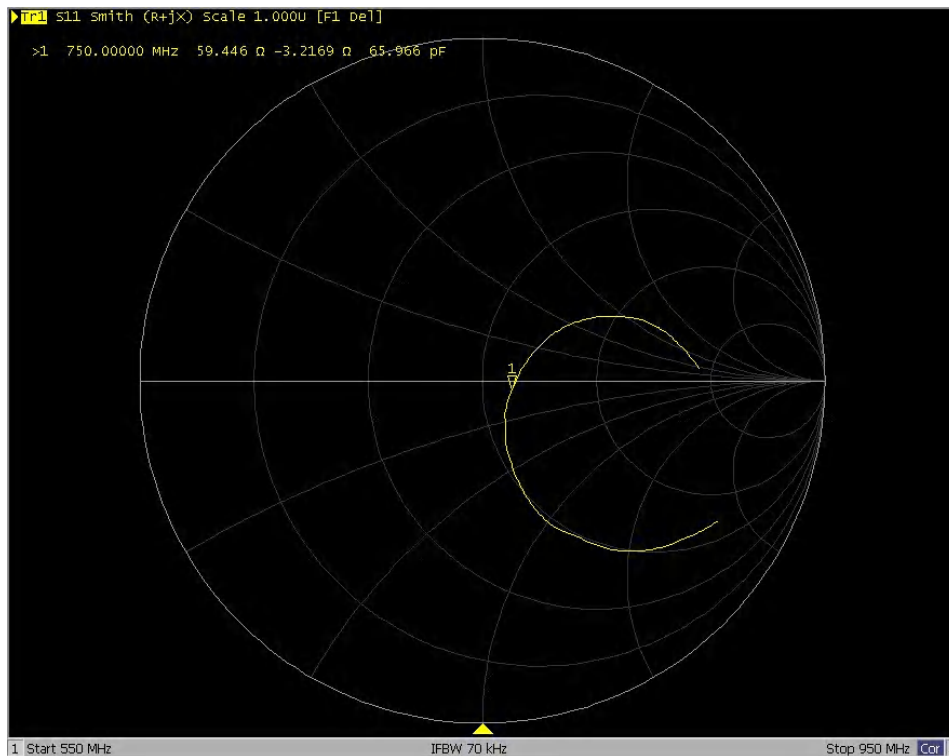 Tr1 S11 Smith (R+jX) Scale 1.000U [F1 Del]
>1 750.00000 MHz 59.446 Ω -3.2169 Ω 65.966 pF
1
1 Start 550 MHz IFBW 70 kHz Stop 950 MHz Cor